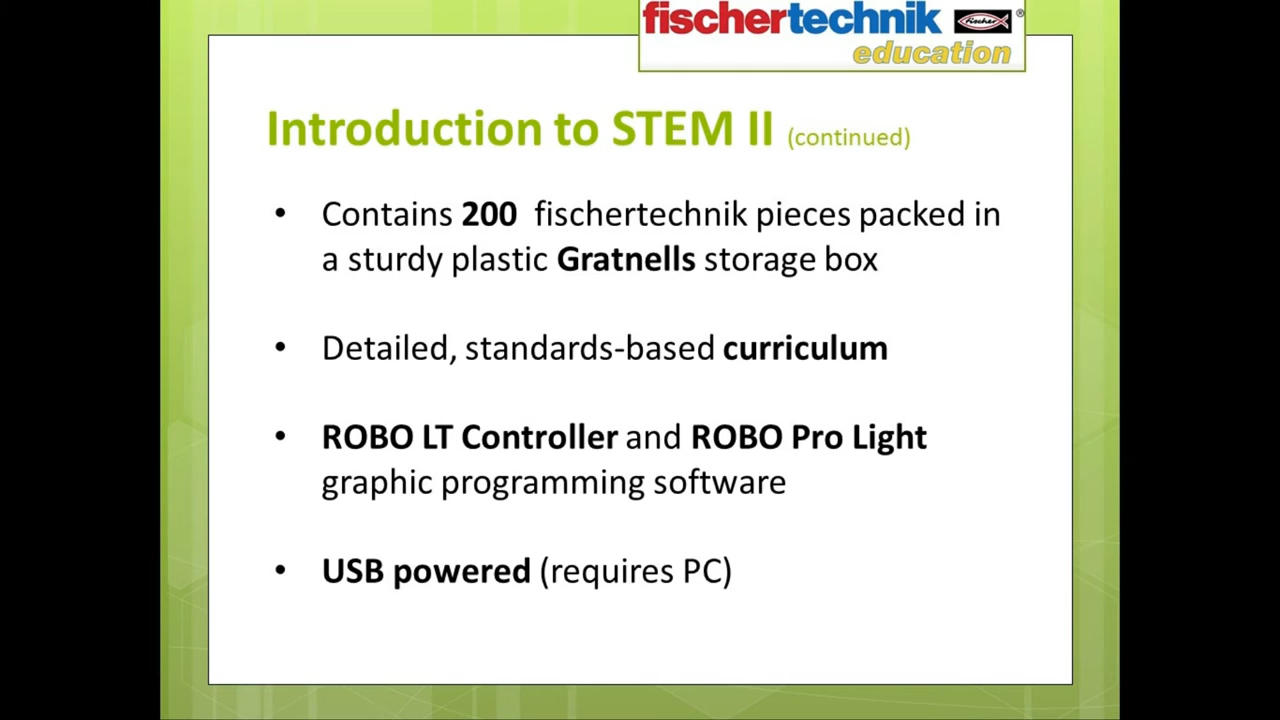 fischertechnik fischer ®
education
Introduction to STEM II (continued)
• Contains 200 fischertechnik pieces packed in
a sturdy plastic Gratnells storage box
• Detailed, standards-based curriculum
• ROBO LT Controller and ROBO Pro Light
graphic programming software
• USB powered (requires PC)